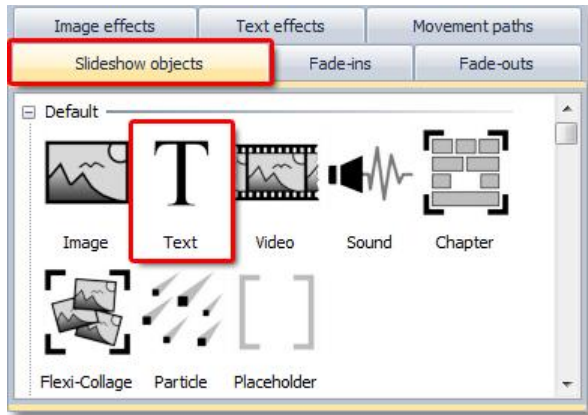 Image effects Text effects Movement paths
Slideshow objects Fade-ins Fade-outs
Default
T
Image Text Video Sound Chapter
Flexi-Collage Particle Placeholder